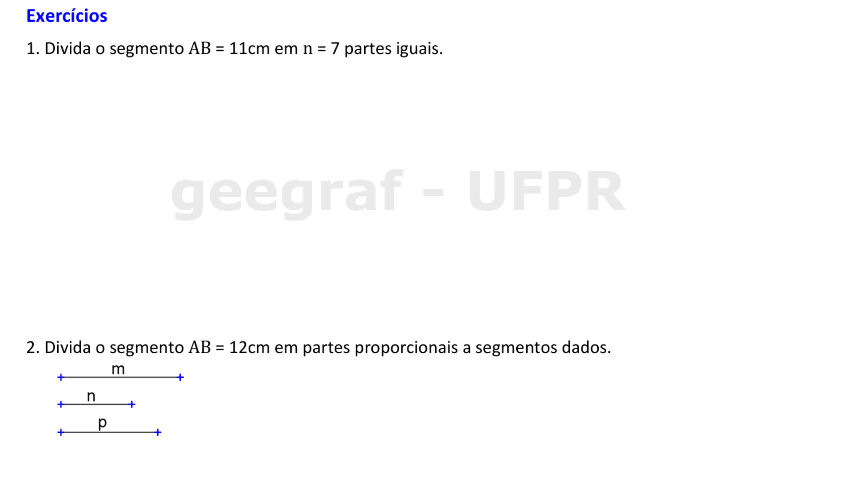 Exercícios
1. Divida o segmento AB = 11cm em n = 7 partes iguais.
geegraf - UFPR
2. Divida o segmento AB = 12cm em partes proporcionais a segmentos dados.
m
n
p